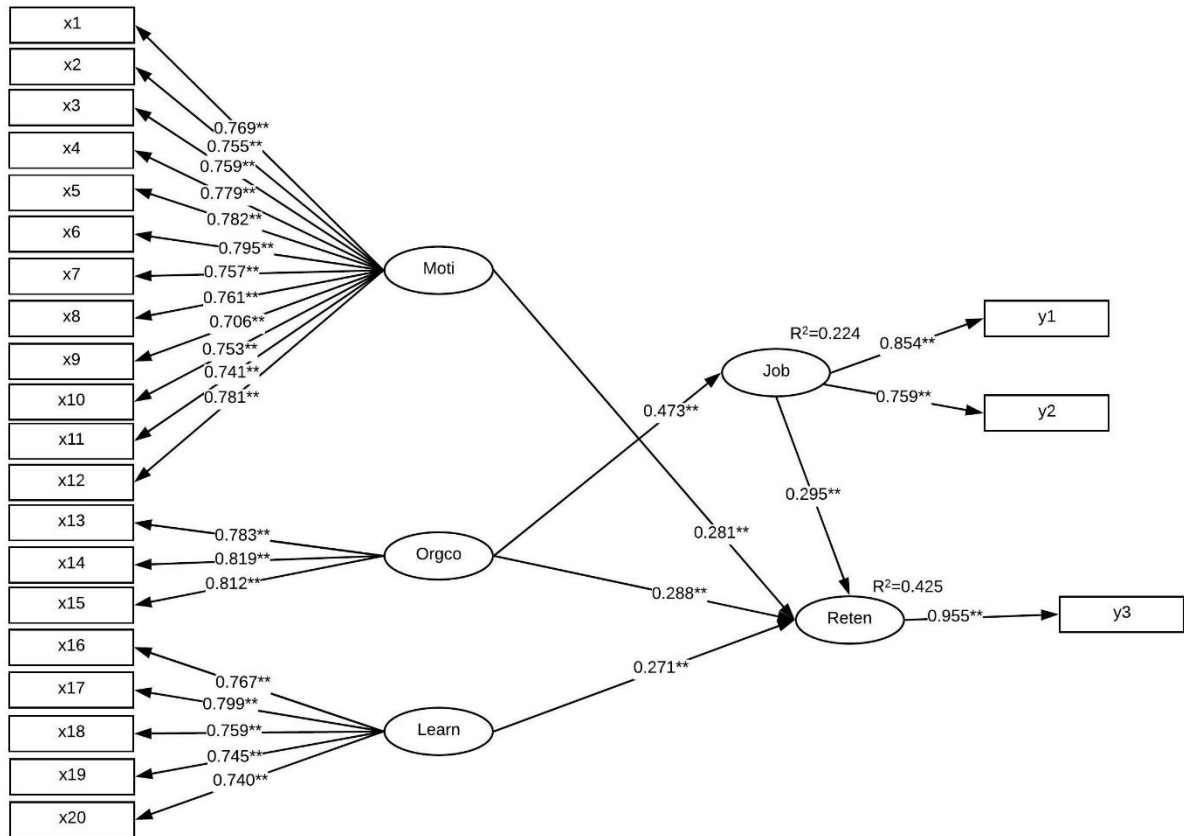 x1
x2
x3
x4
x5
x6
x7
x8
x9
x10
x11
x12
x13
x14
x15
x16
x17
x18
x19
x20
0.769**
0.755**
0.759**
0.779**
0.782**
0.795**
0.757**
0.761**
0.706**
0.753**
0.741**
0.781**
0.783**
0.819**
0.812**
0.767**
0.799**
0.759**
0.745**
0.740**
Moti
Orgco
Learn
0.473**
0.281**
0.288**
0.271**
R²=0.224
Job
0.295**
R²=0.425
Reten
0.854**
0.759**
0.955**
y1
y2
y3